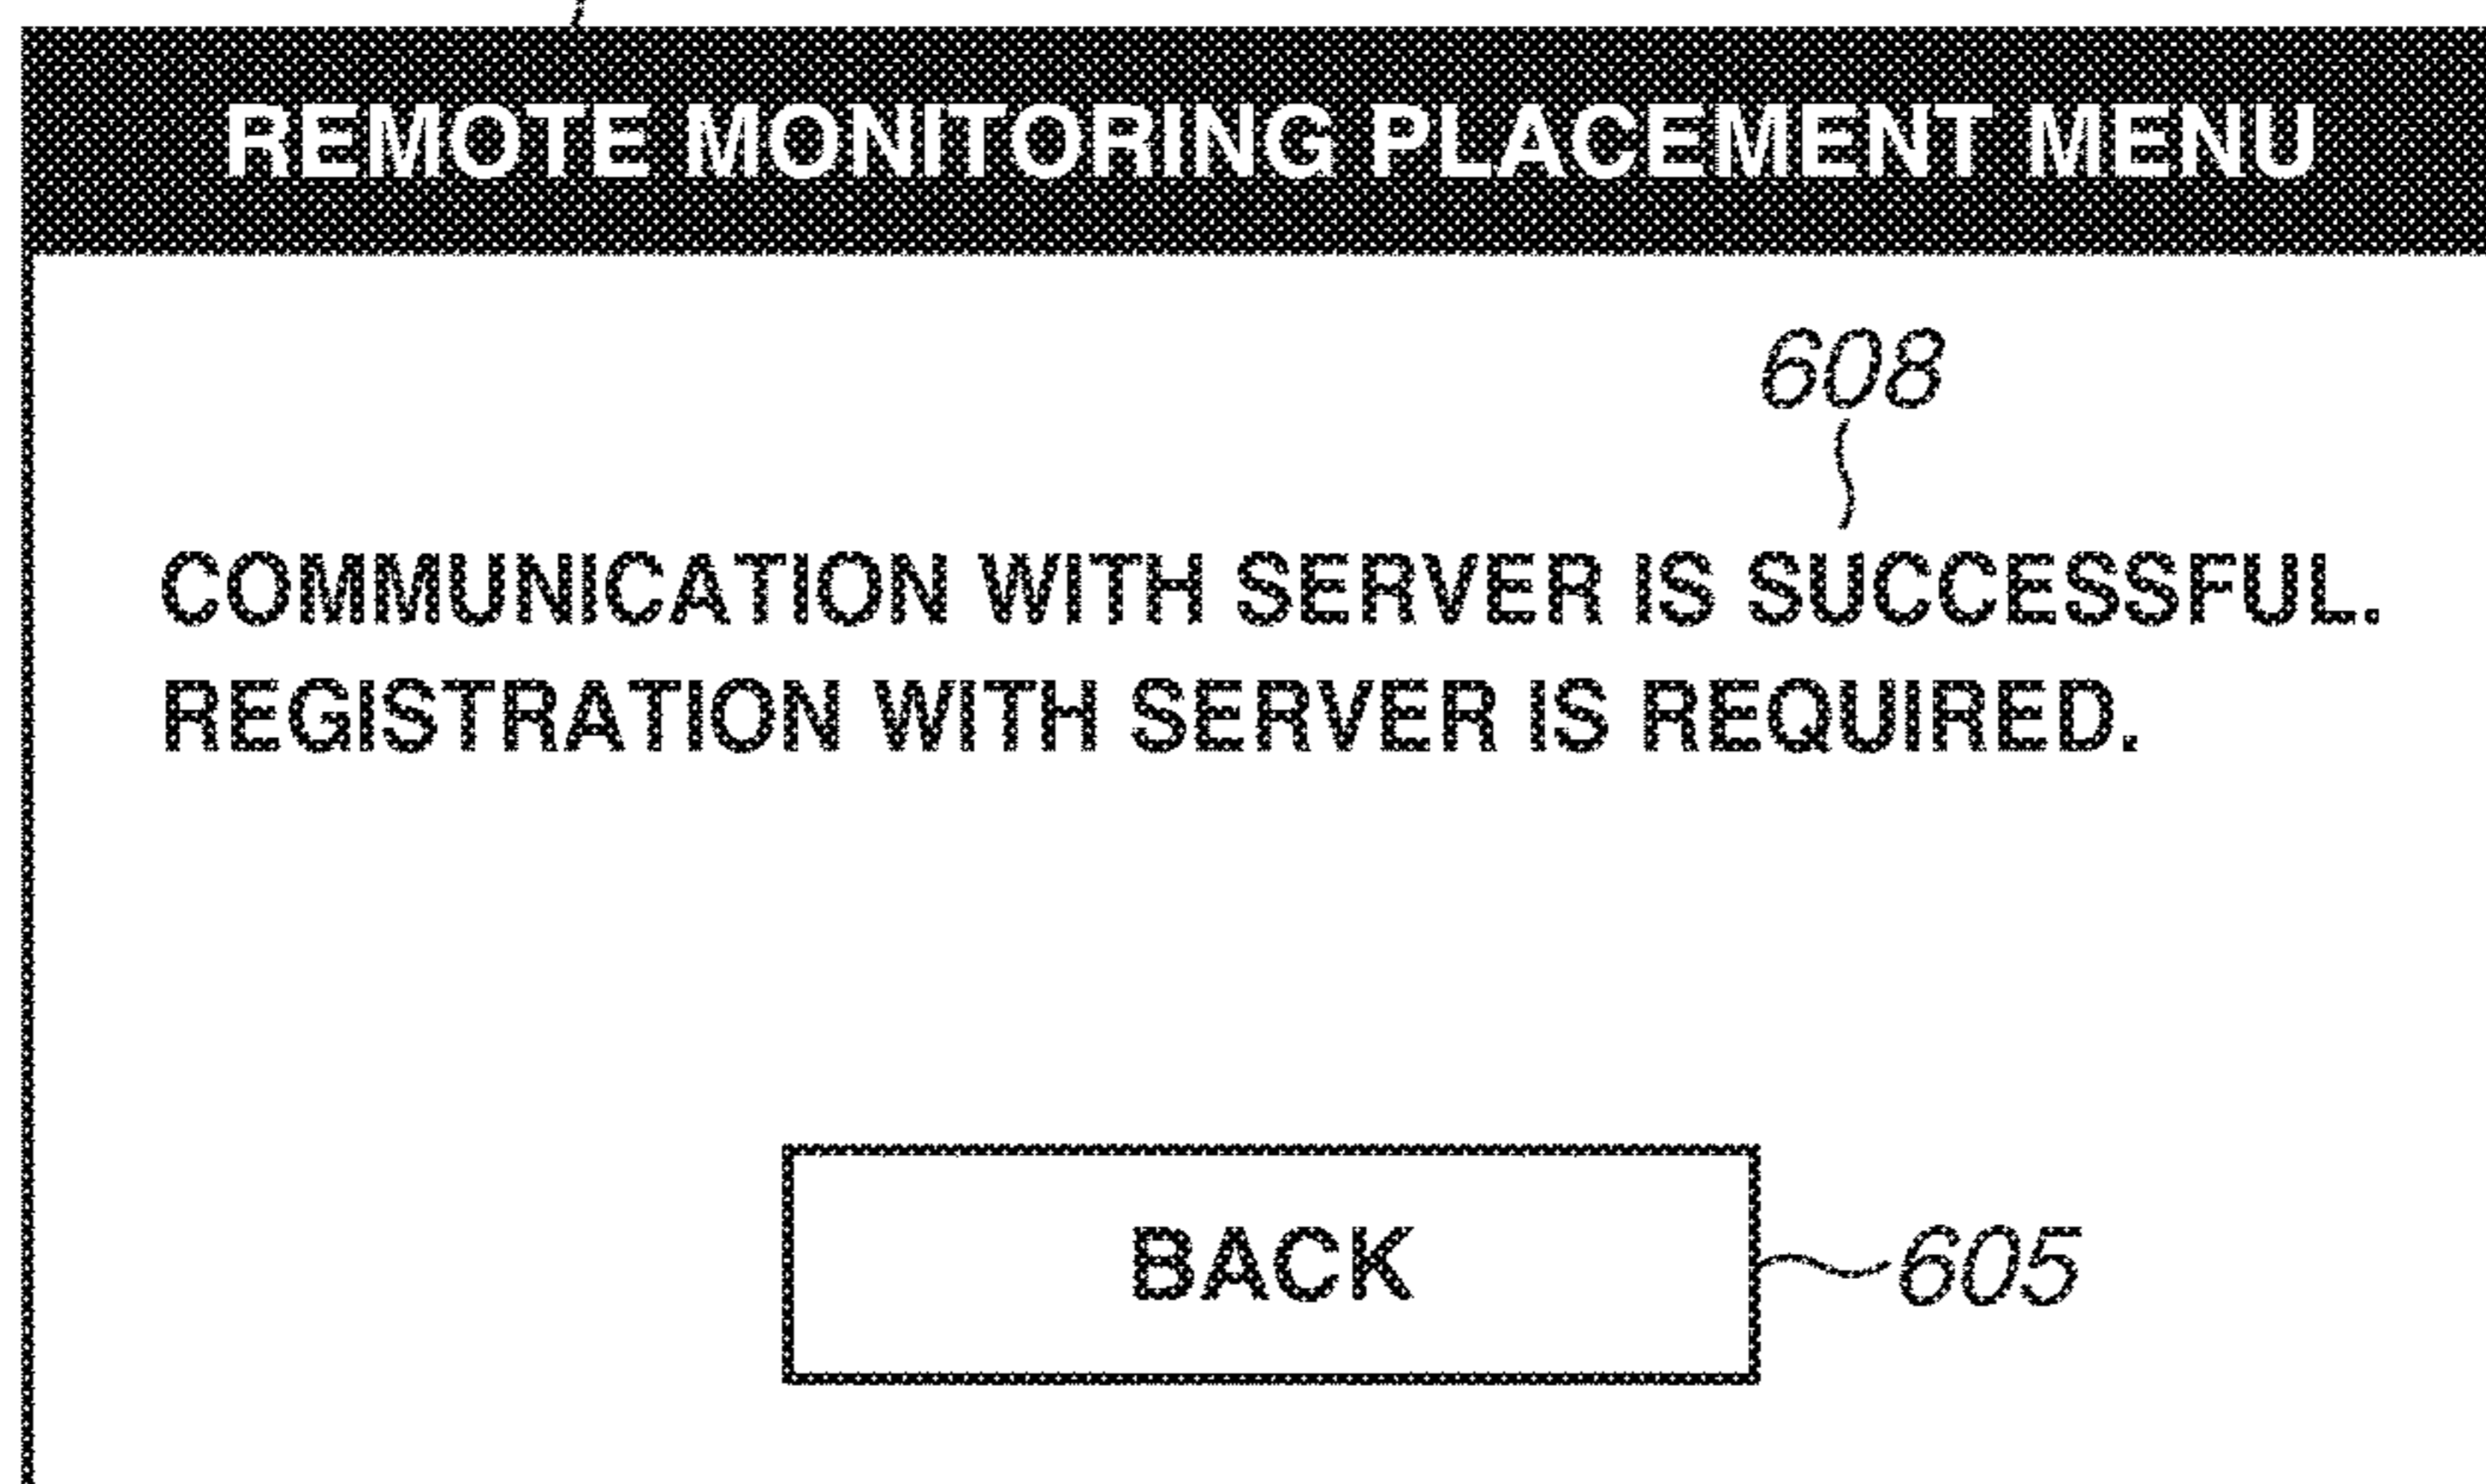 REMOTE MONITORING PLACEMENT MENU
608
COMMUNICATION WITH SERVER IS SUCCESSFUL.
REGISTRATION WITH SERVER IS REQUIRED.
BACK
605